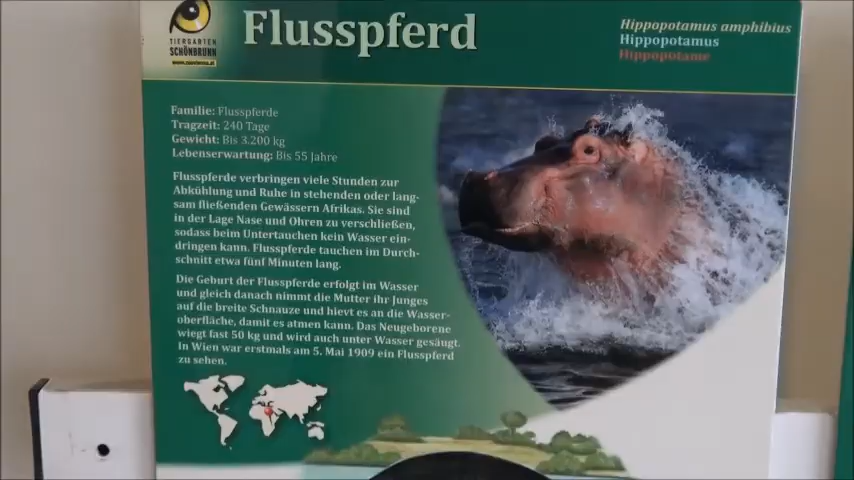 TIERGARTEN
SCHÖNBRUNN
Flusspferd
Hippopotamus amphibius
Hippopotamus
Hippopotame
Familie: Flusspferde
Tragzeit: 240 Tage
Gewicht: Bis 3.200 kg
Lebenserwartung: Bis 55 Jahre
Flusspferde verbringen viele Stunden zur
Abkühlung und Ruhe in stehenden oder lang-
sam fließenden Gewässern Afrikas. Sie sind
in der Lage Nase und Ohren zu verschließen,
sodass beim Untertauchen kein Wasser ein-
dringen kann. Flusspferde tauchen im Durch-
schnitt etwa fünf Minuten lang.
Die Geburt der Flusspferde erfolgt im Wasser
und gleich danach nimmt die Mutter ihr Junges
auf die breite Schnauze und hievt es an die Wasser-
oberfläche, damit es atmen kann. Das Neugeborene
wiegt fast 50 kg und wird auch unter Wasser gesäugt.
In Wien war erstmals am 5. Mai 1909 ein Flusspferd
zu sehen.